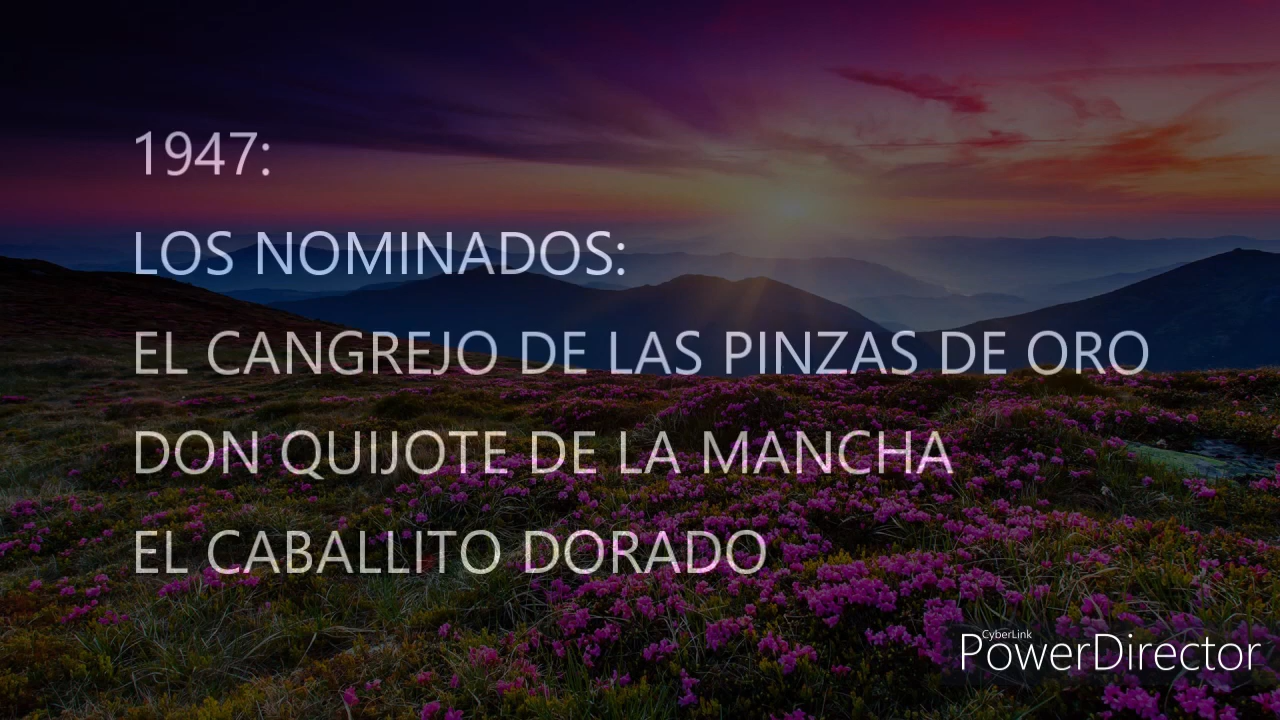 1947:
LOS NOMINADOS:
EL CANGREJO DE LAS PINZAS DE ORO
DON QUIJOTE DE LA MANCHA
EL CABALLITO DORADO
CyberLink
PowerDirector